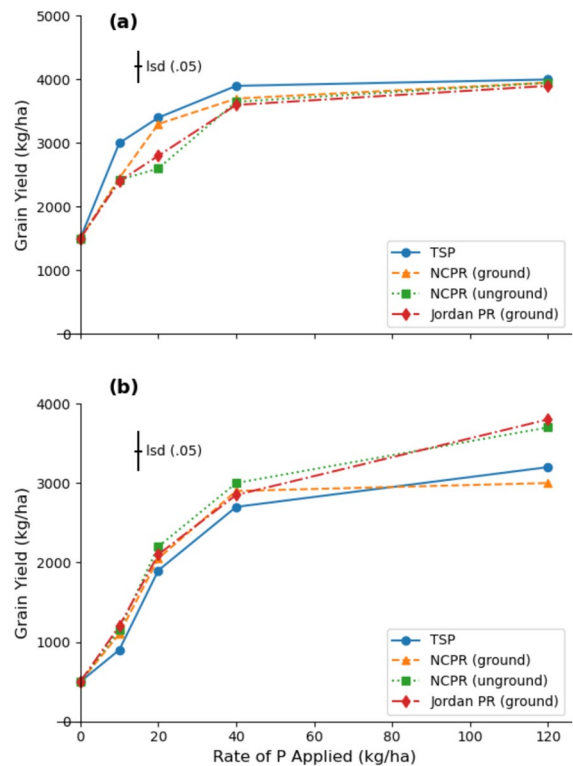 (a)
5000
lsd (.05)
4000
3000
2000
1000
0
Grain Yield (kg/ha)
TSP
NCPR (ground)
NCPR (unground)
Jordan PR (ground)
(b)
4000
lsd (.05)
3000
2000
1000
0
Grain Yield (kg/ha)
TSP
NCPR (ground)
NCPR (unground)
Jordan PR (ground)
0 20 40 60 80 100 120
Rate of P Applied (kg/ha)